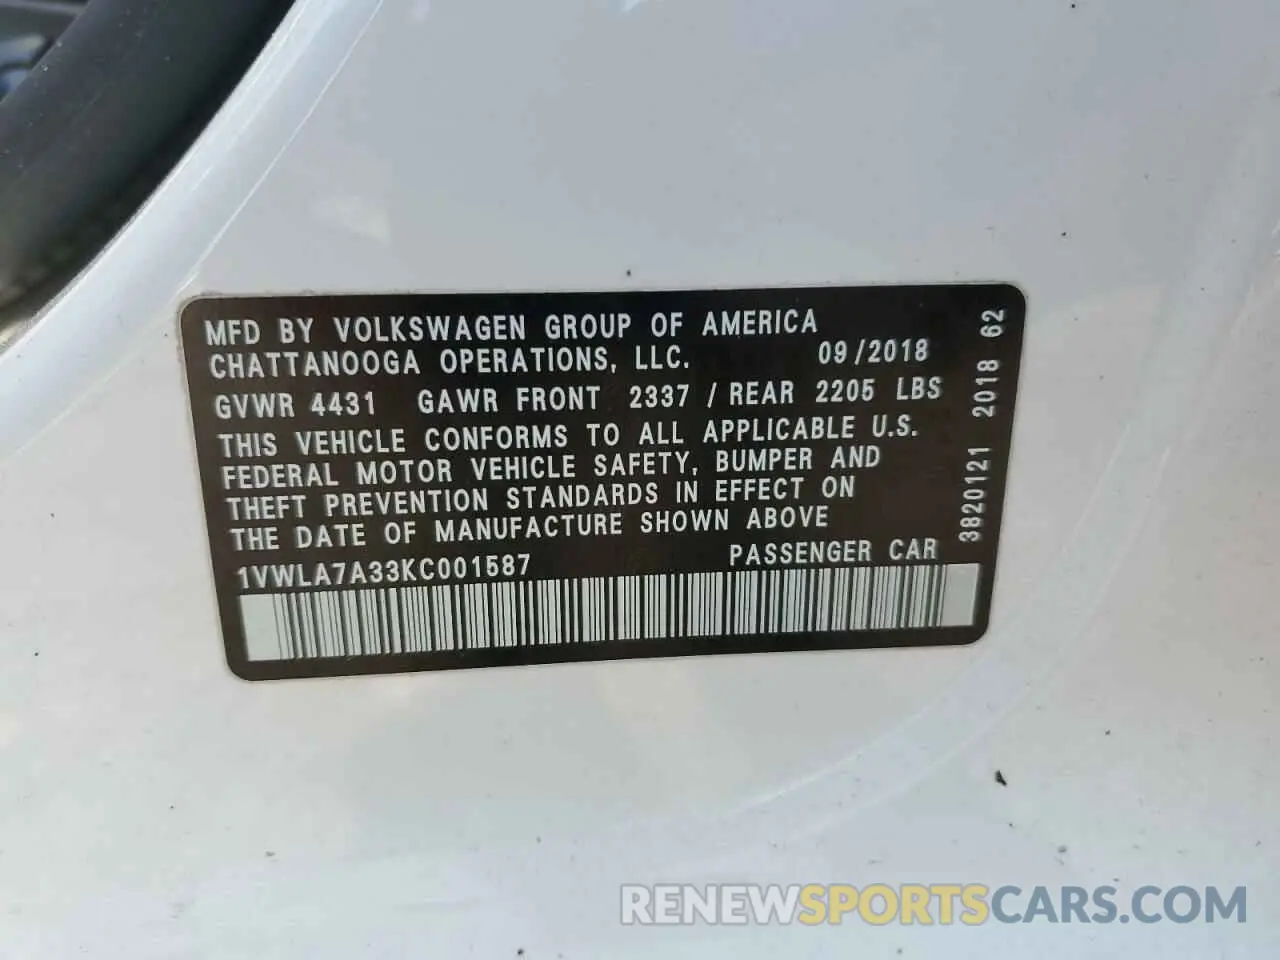 MFD BY VOLKSWAGEN GROUP OF AMERICA
CHATTANOOGA OPERATIONS, LLC. 09/2018
GVWR 4431 GAWR FRONT 2337 / REAR 2205 LBS
THIS VEHICLE CONFORMS TO ALL APPLICABLE U.S.
FEDERAL MOTOR VEHICLE SAFETY, BUMPER AND
THEFT PREVENTION STANDARDS IN EFFECT ON
THE DATE OF MANUFACTURE SHOWN ABOVE
1VWLA7A33KC001587 PASSENGER CAR
3820121 2018 62
RENEWSPORTSCARS.COM